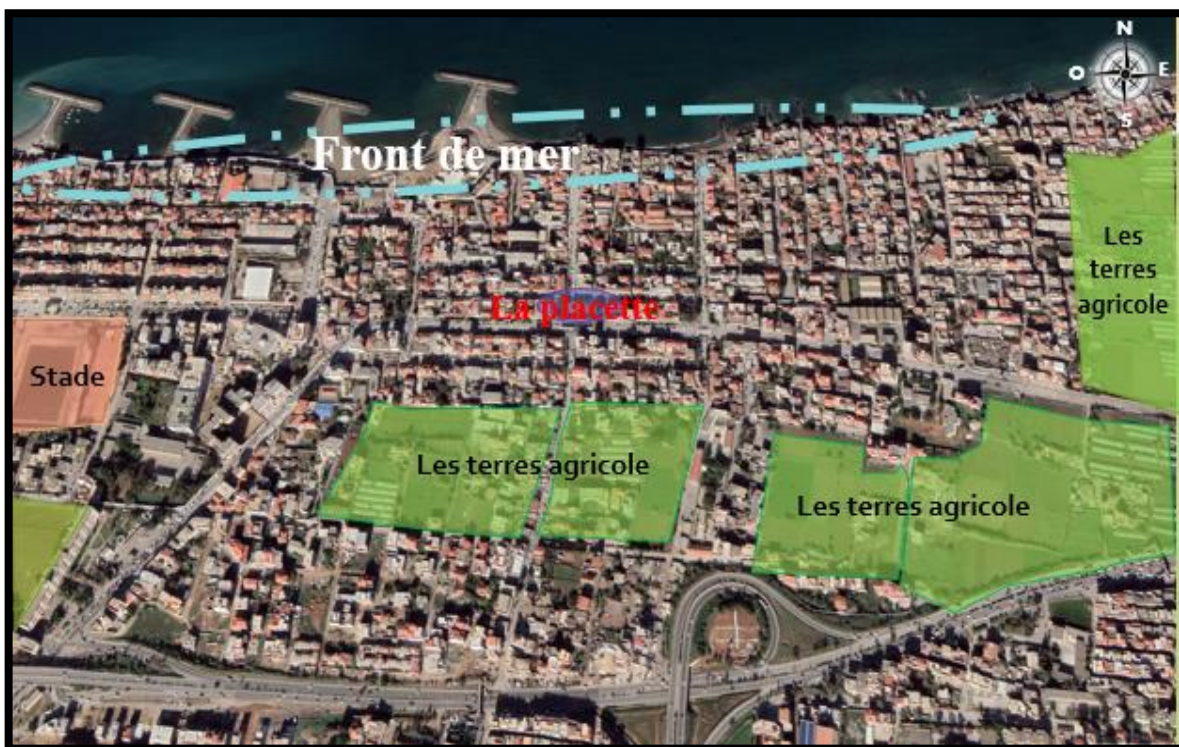 N
O
E
S
Front de mer
Les
terres
agricole
La placette
Stade
Les terres agricole
Les terres agricole